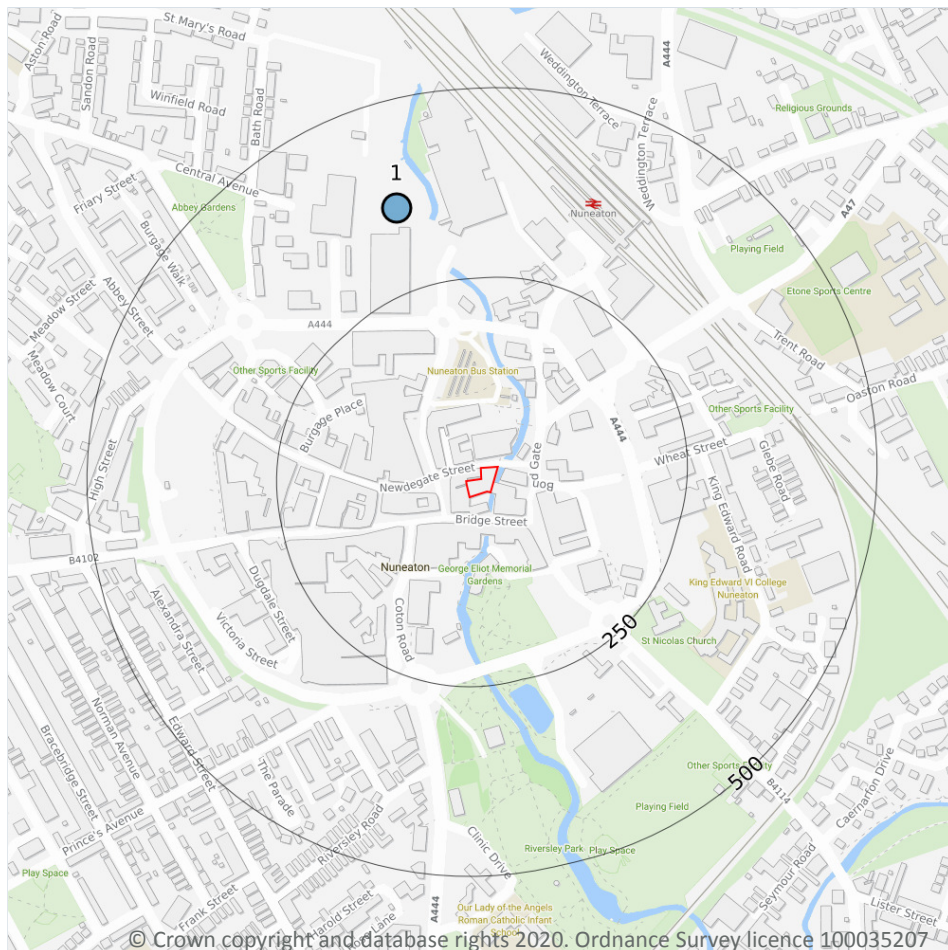 St Mary's Road
Aston Road
Sandon Road
Winfield Road
Bath Road
Central Avenue
Friary Street
Abbey Gardens
Burgage Walk
Abbey Street
Meadow Street
Meadow Court
1
Weddington Terrace
A444
Religious Grounds
Weddington Terrace
Nuneaton
A47
Playing Field
Etone Sports Centre
Trent Road
Oaston Road
A444
Nuneaton Bus Station
Other Sports Facility
Burgage Place
High Street
Other Sports Facility
A444
Wheat Street
Glebe Road
King Edward Road
Newdegate Street
Bon
d Gate
Bridge Street
B4102
Nuneaton
George Eliot Memorial
Gardens
King Edward VI College
Nuneaton
Dugdale Street
Alexandra Street
Victoria Street
Coton Road
250
St Nicolas Church
Norman Avenue
Edward Street
Bracebridge Street
The Parade
Prince's Avenue
Riversley Road
Other Sports
ty
500
B4114
Caernarfon Drive
Playing Field
Riversley Park
Play Space
Clinic Drive
Play Space
Seymour Road
Lister Street
Frank Street
Harold Street
Lane
A444
Our Lady of the Angels
Roman Catholic Infant
School
© Crown copyright and database rights 2020. Ordnance Survey licence 100035207